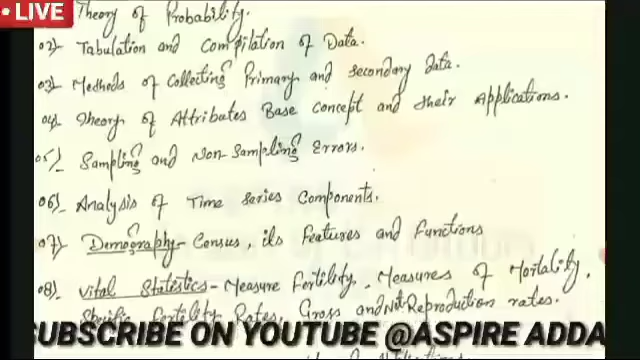 LIVE
Theory of Probability.
02)- Tabulation and Compilation of Data.
03)- Methods of Collecting Primary and secondary data.
04)- Theory of Attributes Base concept and their Applications.
05)- Sampling and Non Sampling Errors.
06)- Analysis of Time series Components.
07)- Demography- Census, its Features and Functions
08)- Vital Statistics - Measure Fertility, Measures of Mortality,
Specific Fertility Rates, Gross and Net Reproduction rates.
SUBSCRIBE ON YOUTUBE @ASPIRE ADDA